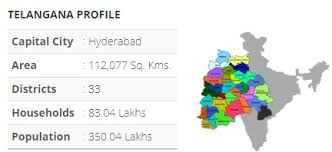 TELANGANA PROFILE
Capital City : Hyderabad
Area : 112,077 Sq. Kms.
Districts : 33
Households : 83.04 Lakhs
Population : 350.04 Lakhs